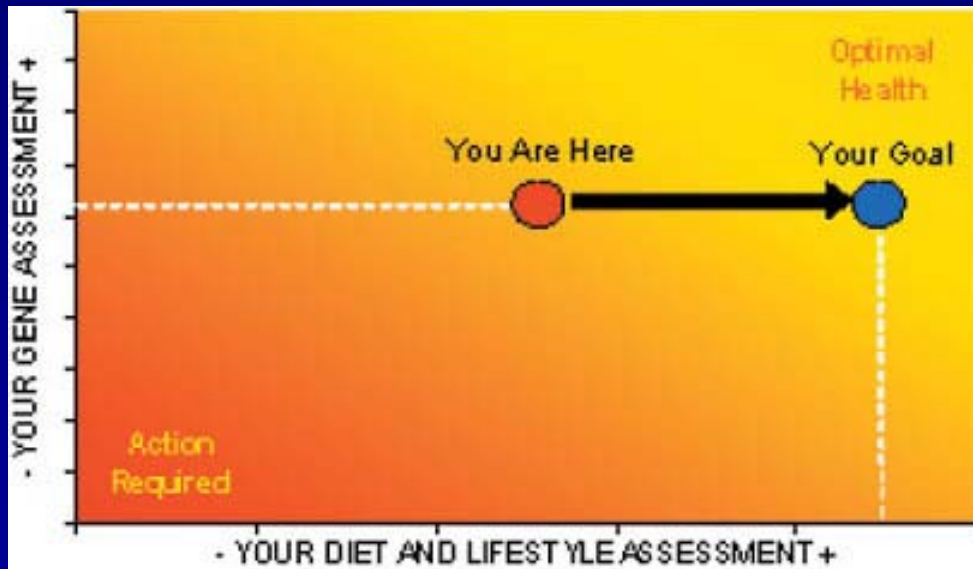 Optimal
Health
You Are Here
Your Goal
- YOUR GENE ASSESSMENT +
Action
Required
- YOUR DIET AND LIFESTYLE ASSESSMENT +